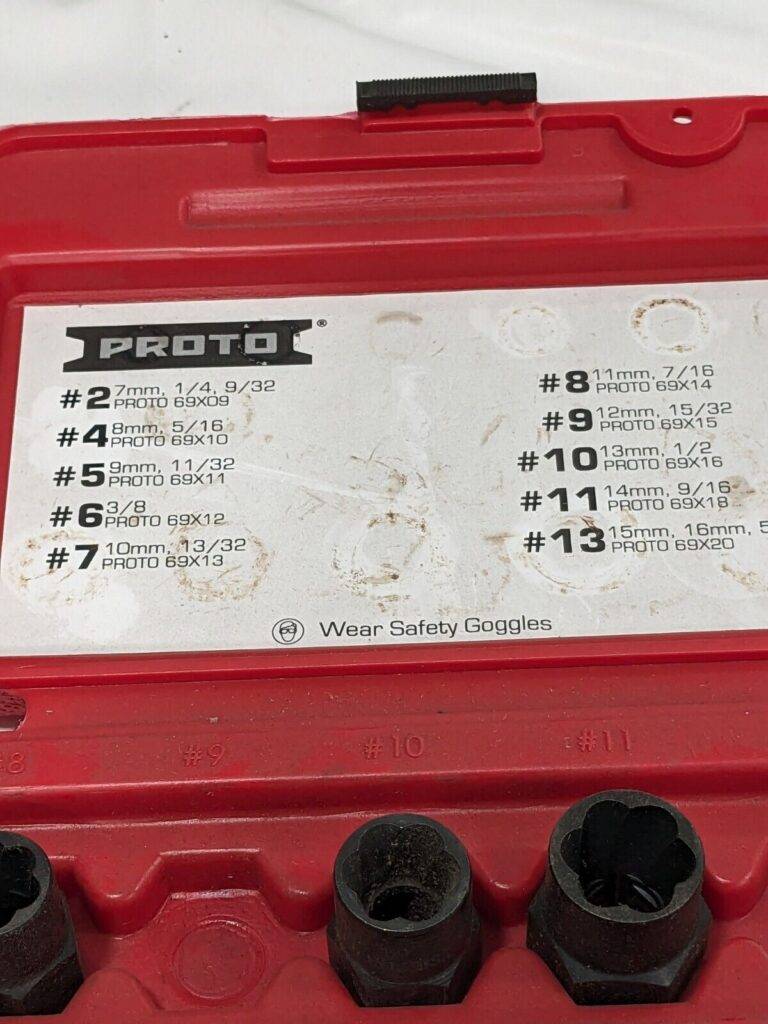 PROTO®
#2 7mm, 1/4, 9/32
PROTO 69X09
#4 8mm, 5/16
PROTO 69X10
#5 9mm, 11/32
PROTO 69X11
#6 3/8
PROTO 69X12
#7 10mm, 13/32
PROTO 69X13
#8 11mm, 7/16
PROTO 69X14
#9 12mm, 15/32
PROTO 69X15
#10 13mm, 1/2
PROTO 69X16
#11 14mm, 9/16
PROTO 69X18
#13 15mm, 16mm, 5
PROTO 69X20
Wear Safety Goggles
#8 #9 #10 #11